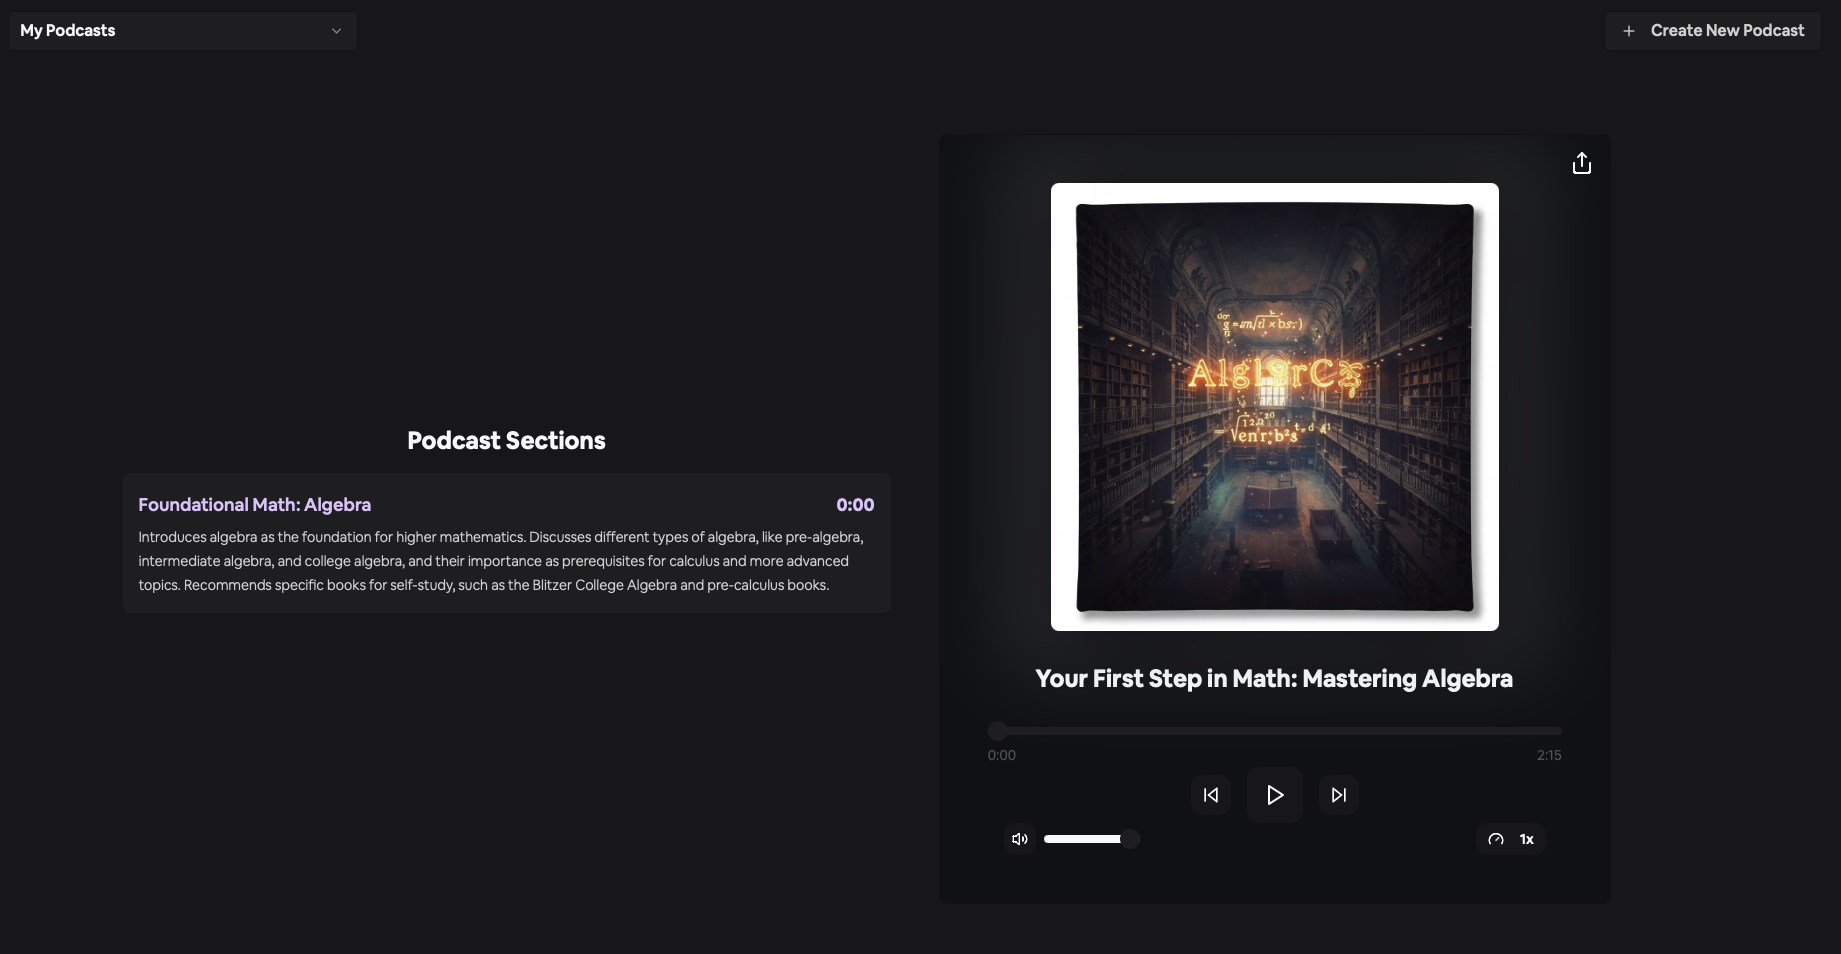 My Podcasts
Create New Podcast
Podcast Sections
Foundational Math: Algebra 0:00
Introduces algebra as the foundation for higher mathematics. Discusses different types of algebra, like pre-algebra,
intermediate algebra, and college algebra, and their importance as prerequisites for calculus and more advanced
topics. Recommends specific books for self-study, such as the Blitzer College Algebra and pre-calculus books.
Your First Step in Math: Mastering Algebra
0:00 2:15
1x